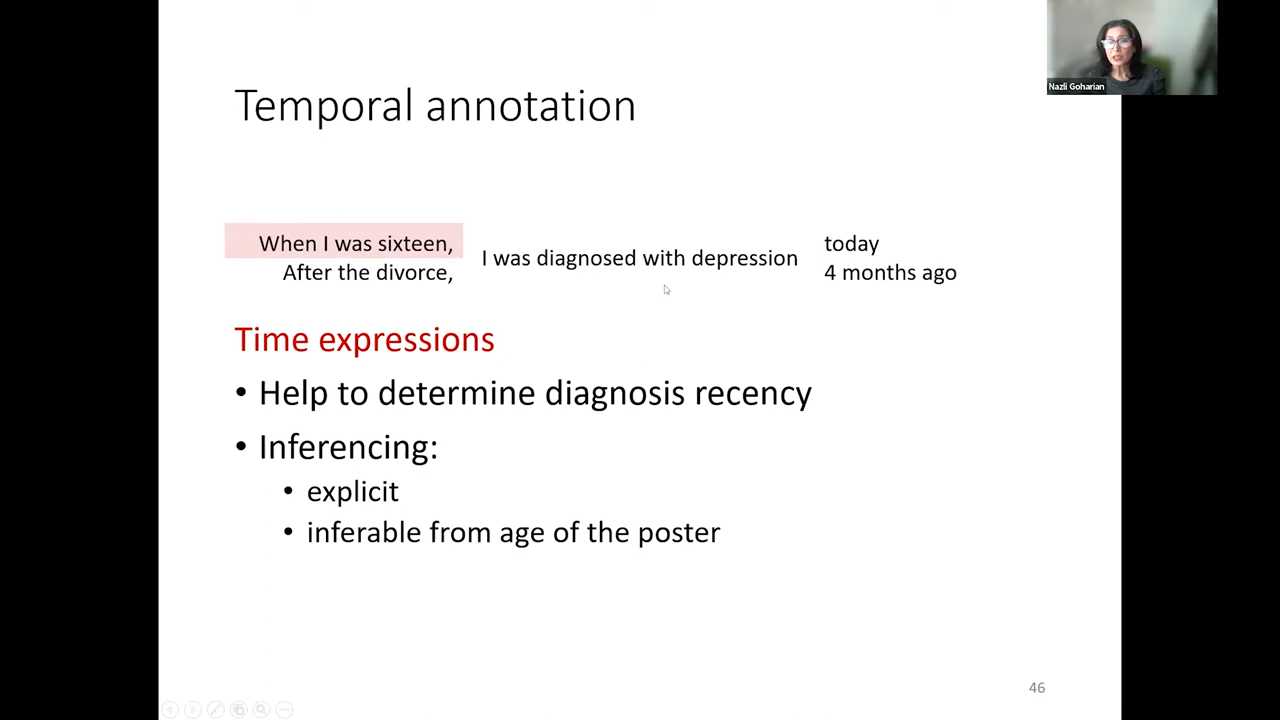 Nazli Goharian
Temporal annotation
When I was sixteen,
After the divorce,
I was diagnosed with depression
today
4 months ago
Time expressions
• Help to determine diagnosis recency
• Inferencing:
• explicit
• inferable from age of the poster
46